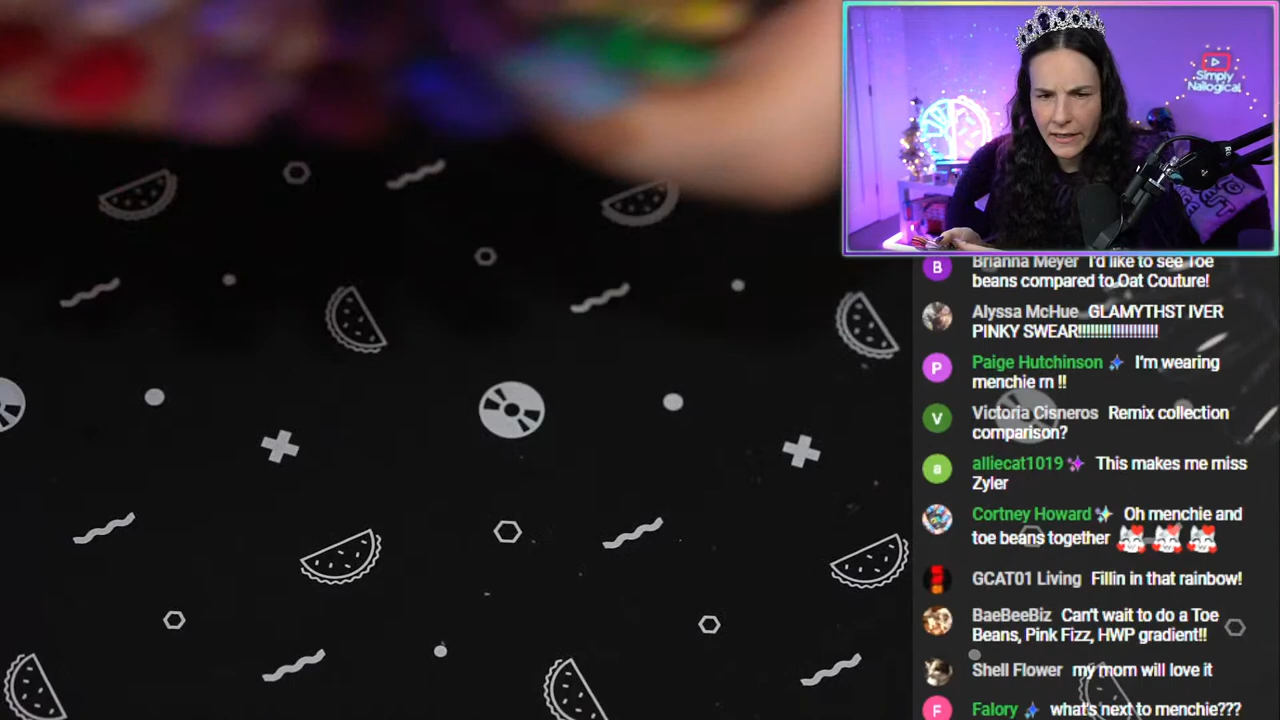 Simply
Nailogical
Brianna Meyer I'd like to see Toe
beans compared to Oat Couture!
Alyssa McHue GLAMYTHST IVER
PINKY SWEAR!!!!!!!!!!!!!!!!!
Paige Hutchinson I'm wearing
menchie rn !!
Victoria Cisneros Remix collection
comparison?
alliecat1019 This makes me miss
Zyler
Cortney Howard Oh menchie and
toe beans together
GCAT01 Living Fillin in that rainbow!
BaeBeeBiz Can't wait to do a Toe
Beans, Pink Fizz, HWP gradient!!
Shell Flower my mom will love it
Falory what's next to menchie???